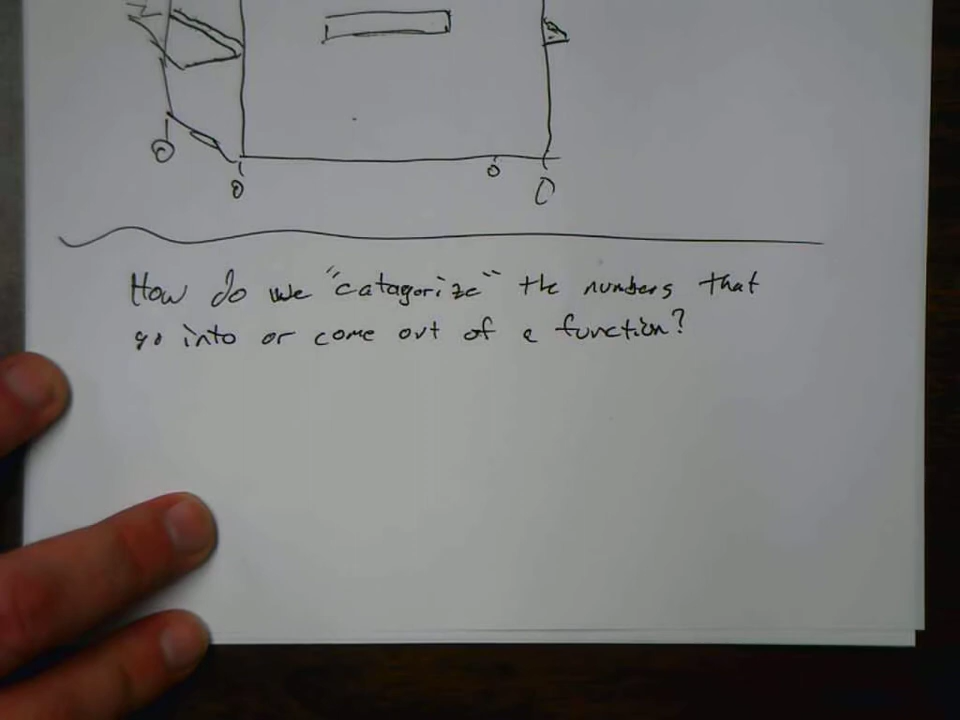 How do we "catagorize" the numbers that
go into or come out of a function?